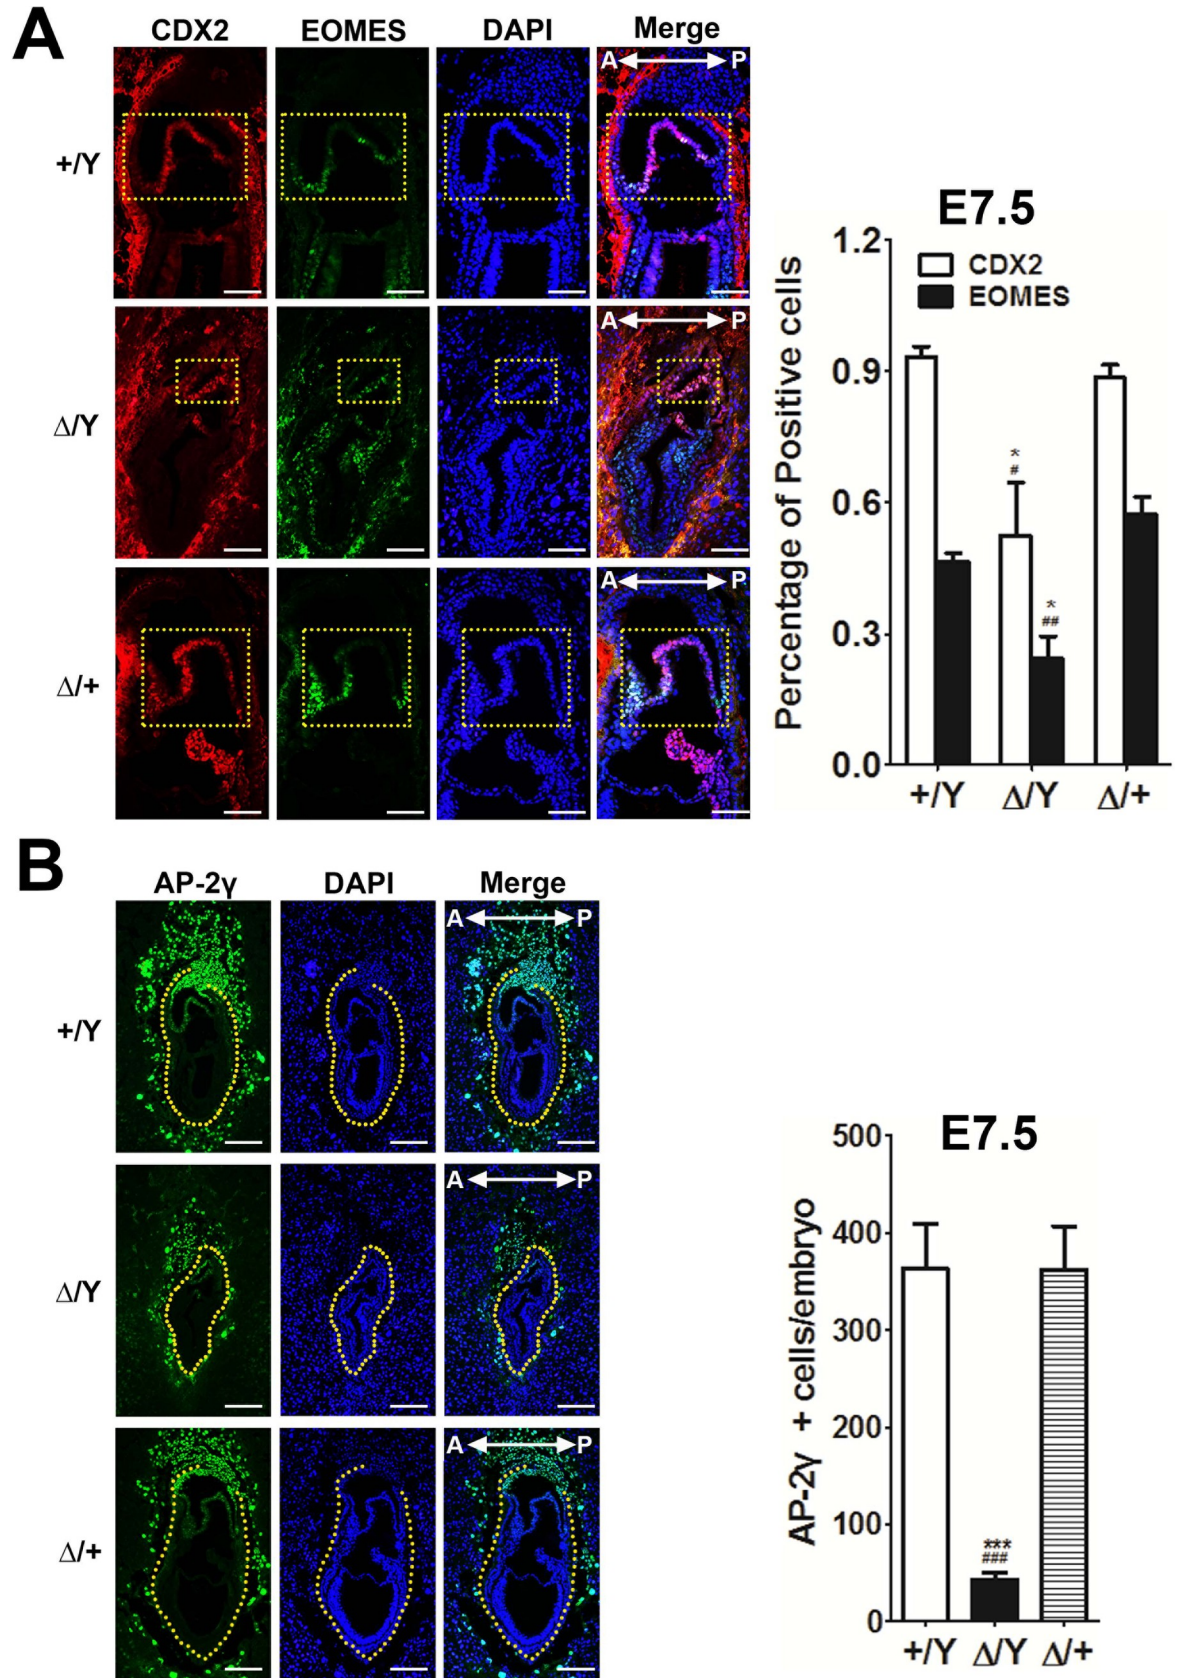 A
CDX2 EOMES DAPI Merge
+/Y
A P
Δ/Y
A P
Δ/+
A P
E7.5
Percentage of Positive cells
1.2
0.9
0.6
0.3
0.0
CDX2
EOMES
*
#
*
##
+/Y Δ/Y Δ/+
B
AP-2γ DAPI Merge
+/Y
A P
Δ/Y
A P
Δ/+
A P
E7.5
AP-2γ + cells/embryo
500
400
300
200
100
0
***
###
+/Y Δ/Y Δ/+